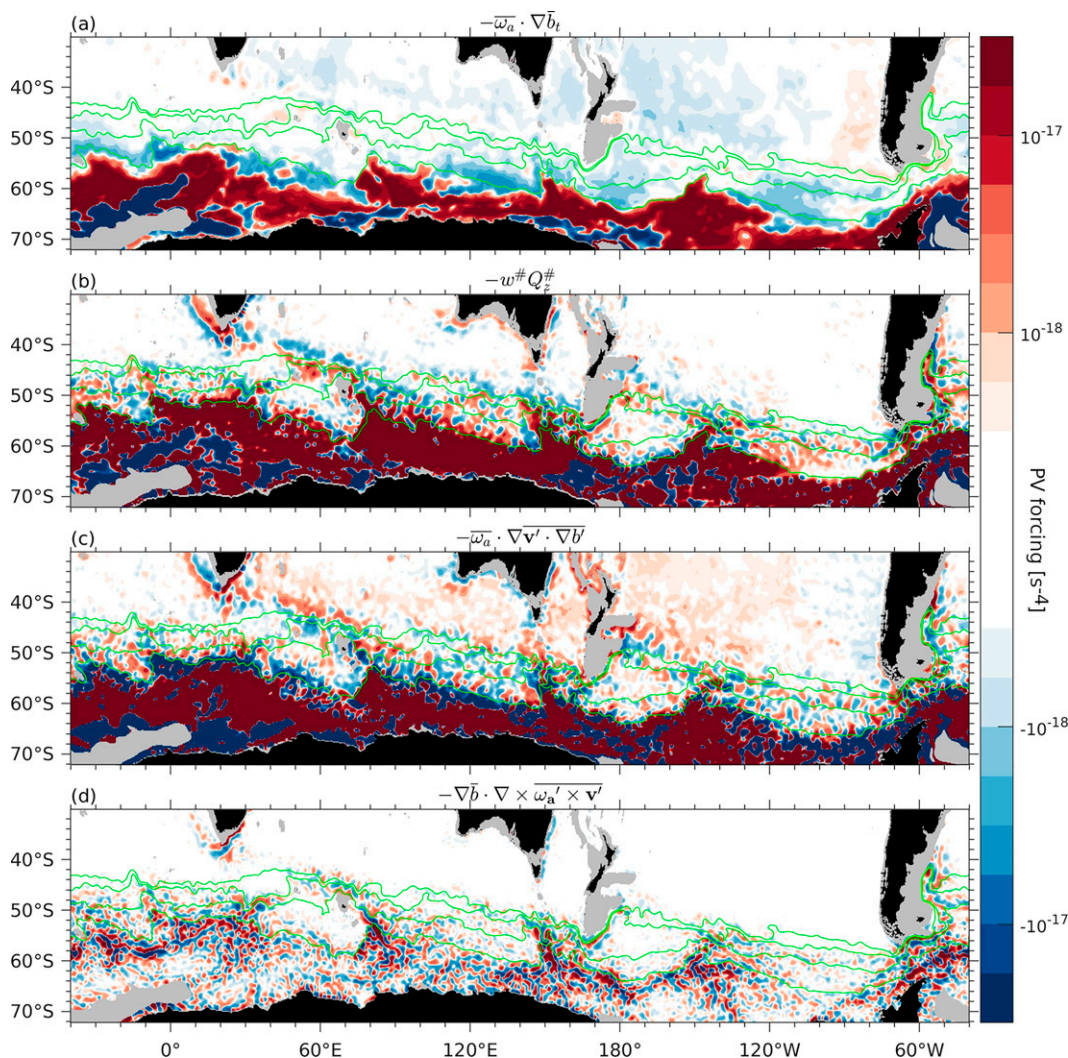 (a) $-\overline{\omega_a} \cdot \nabla \bar{b}_t$
40°S
50°S
60°S
70°S
(b) $-w^{\#} Q_z^{\#}$
40°S
50°S
60°S
70°S
(c) $-\overline{\omega_a} \cdot \nabla \overline{\mathbf{v}' \cdot \nabla b'}$
40°S
50°S
60°S
70°S
(d) $-\nabla \bar{b} \cdot \nabla \times \overline{\omega_{\mathbf{a}}{}' \times \mathbf{v}'}$
40°S
50°S
60°S
70°S
0° 60°E 120°E 180° 120°W 60°W
10^-17
10^-18
-10^-18
-10^-17
PV forcing [s-4]